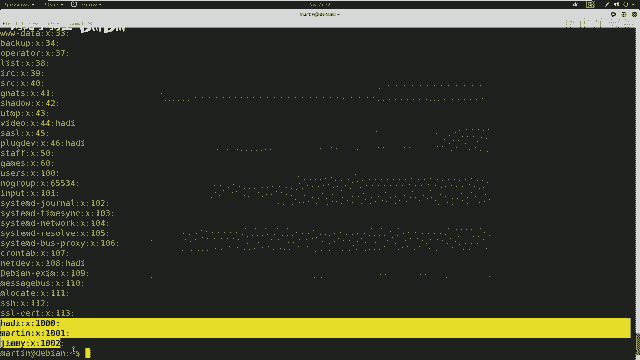 www-data:x:33:
backup:x:34:
operator:x:37:
list:x:38:
irc:x:39:
src:x:40:
gnats:x:41:
shadow:x:42:
utmp:x:43:
video:x:44:hadi
sasl:x:45:
plugdev:x:46:hadi
staff:x:50:
games:x:60:
users:x:100:
nogroup:x:65534:
input:x:101:
systemd-journal:x:102:
systemd-timesync:x:103:
systemd-network:x:104:
systemd-resolve:x:105:
systemd-bus-proxy:x:106:
crontab:x:107:
netdev:x:108:hadi
Debian-exim:x:109:
messagebus:x:110:
mlocate:x:111:
ssh:x:112:
ssl-cert:x:113:
hadi:x:1000:
martin:x:1001:
jimmy:x:1002:
martin@debian:~$